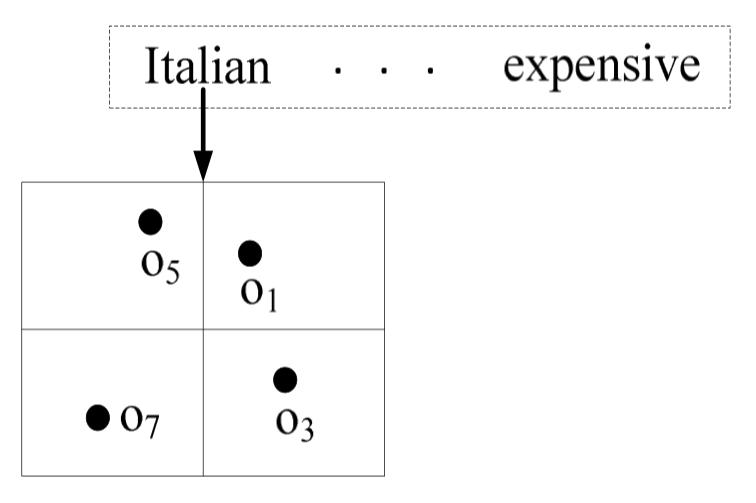 Italian . . . expensive
o5
o1
o7
o3